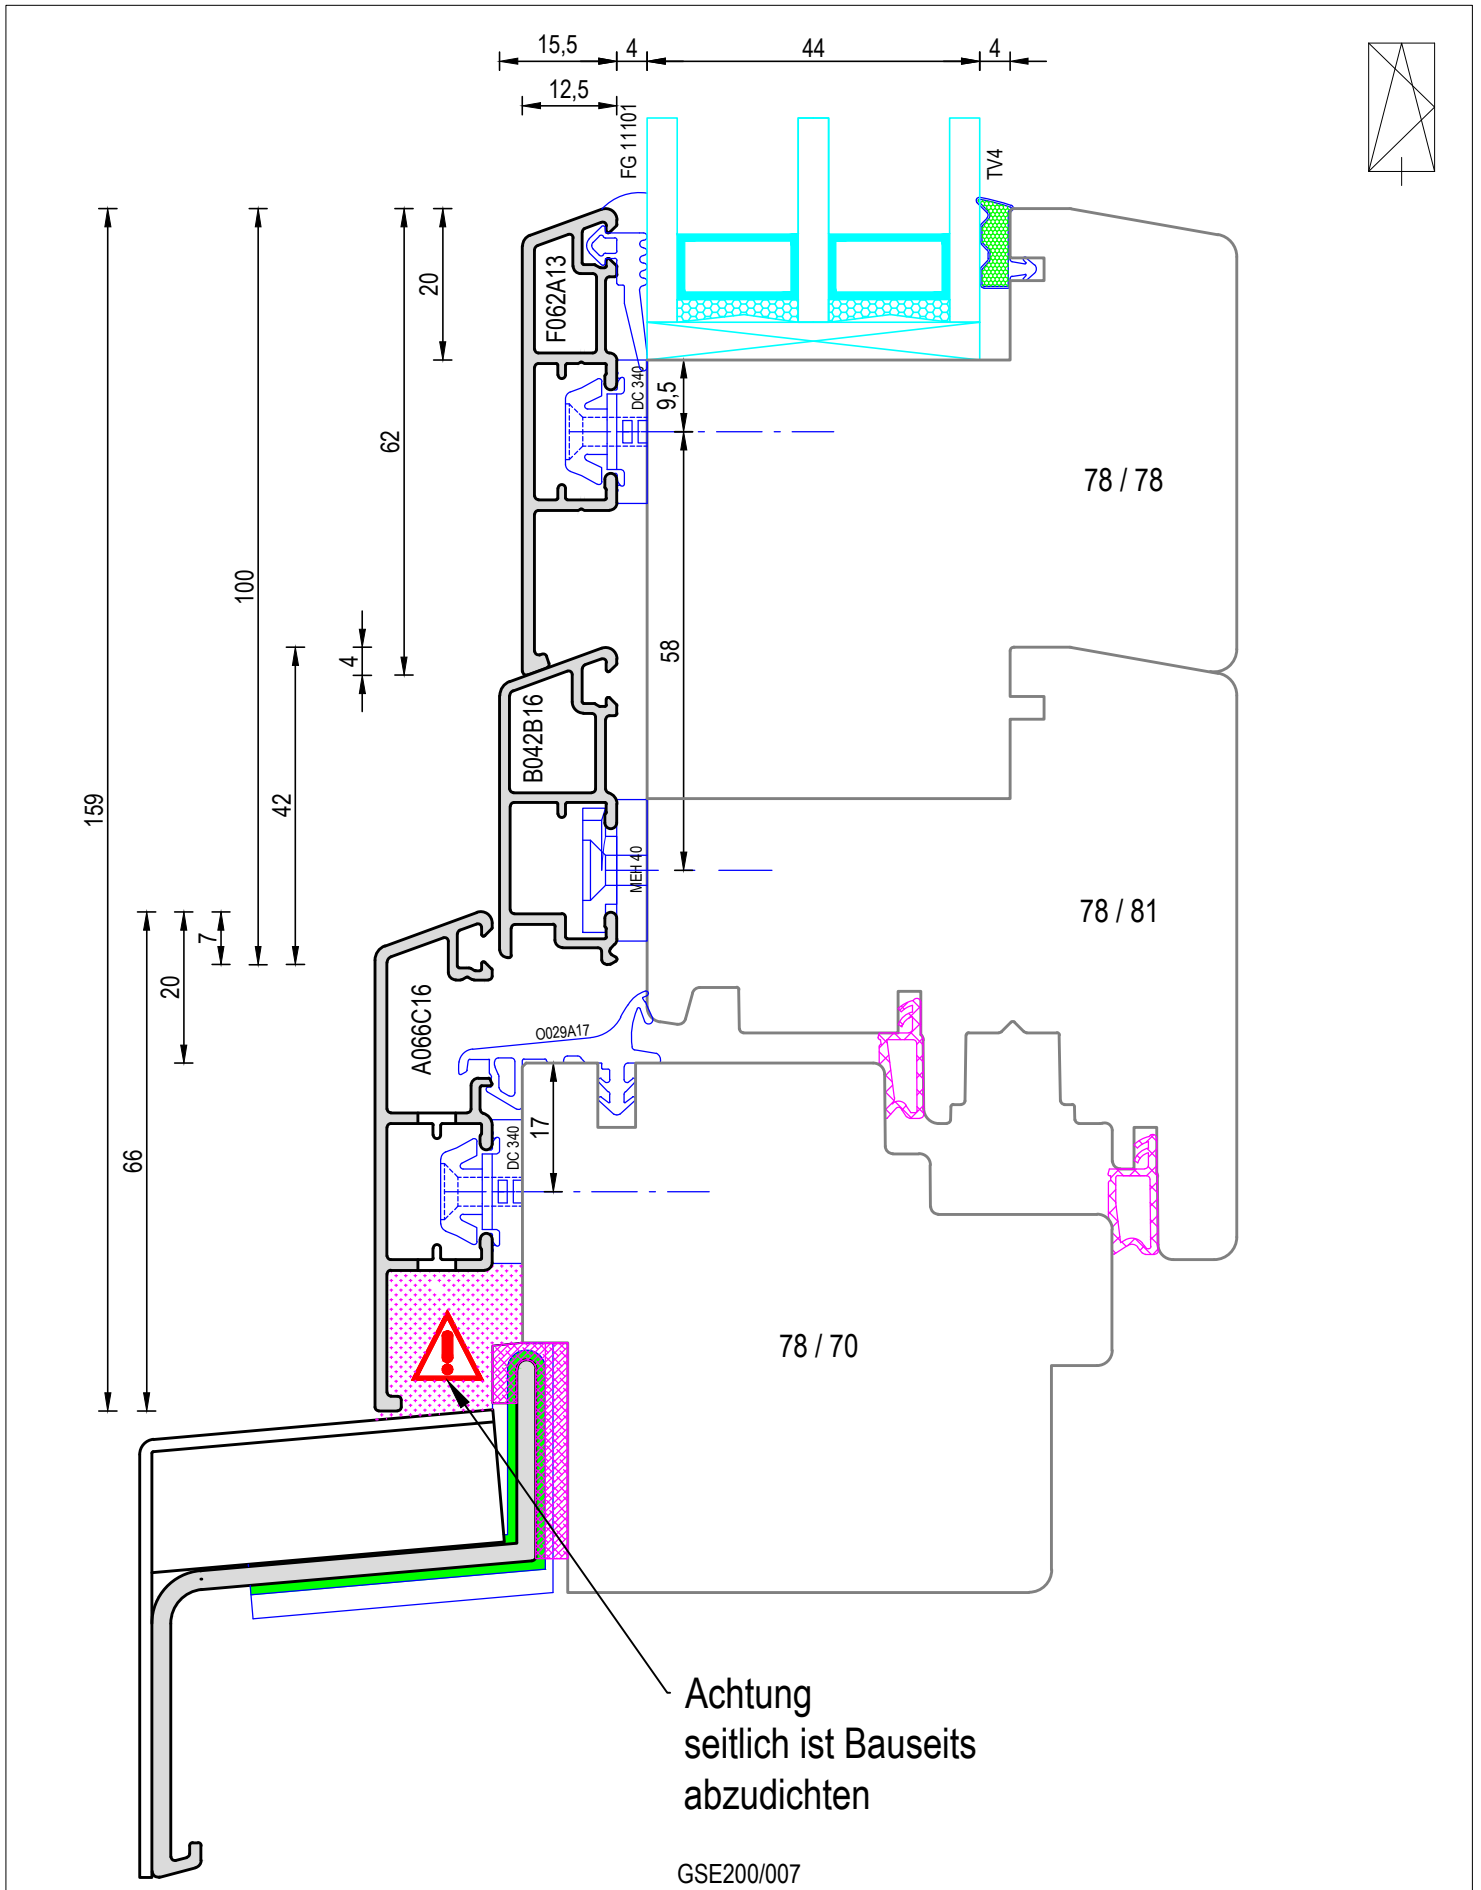 15,5
4
44
4
12,5
FG 11101
TV4
F062A13
20
DC 340
9,5
62
78 / 78
100
4
58
B042B16
159
42
MEH 40
78 / 81
7
20
A066C16
O029A17
17
DC 340
66
78 / 70
Achtung
seitlich ist Bauseits
abzudichten
GSE200/007